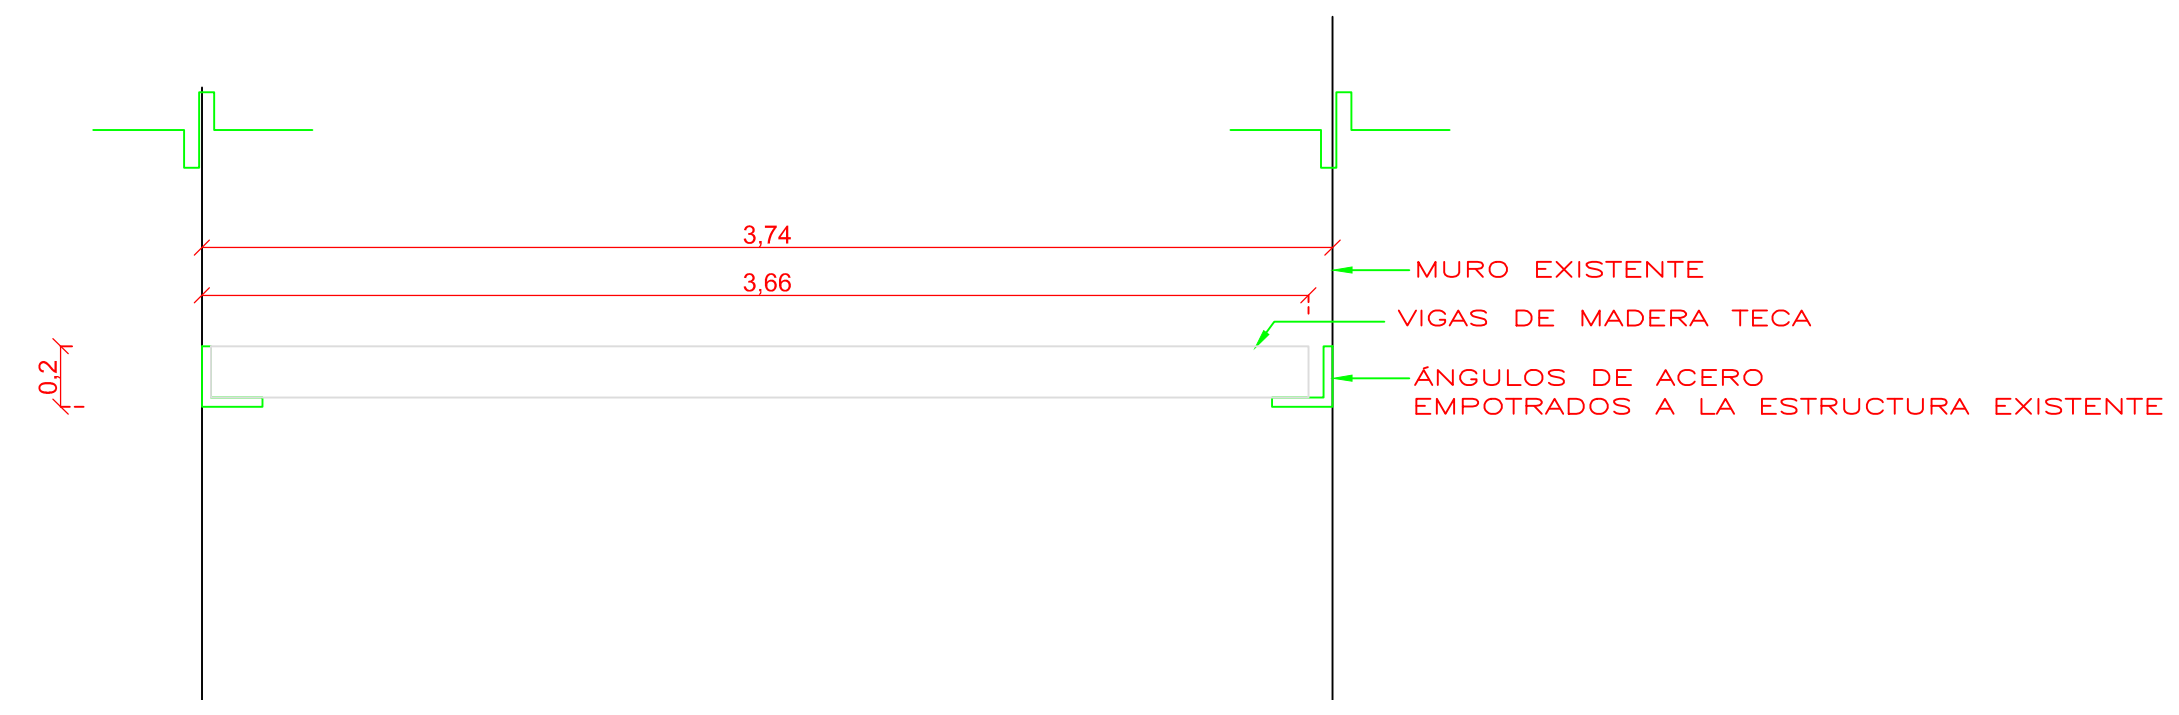 3,74
3,66
MURO EXISTENTE
VIGAS DE MADERA TECA
0,2
ÁNGULOS DE ACERO
EMPOTRADOS A LA ESTRUCTURA EXISTENTE